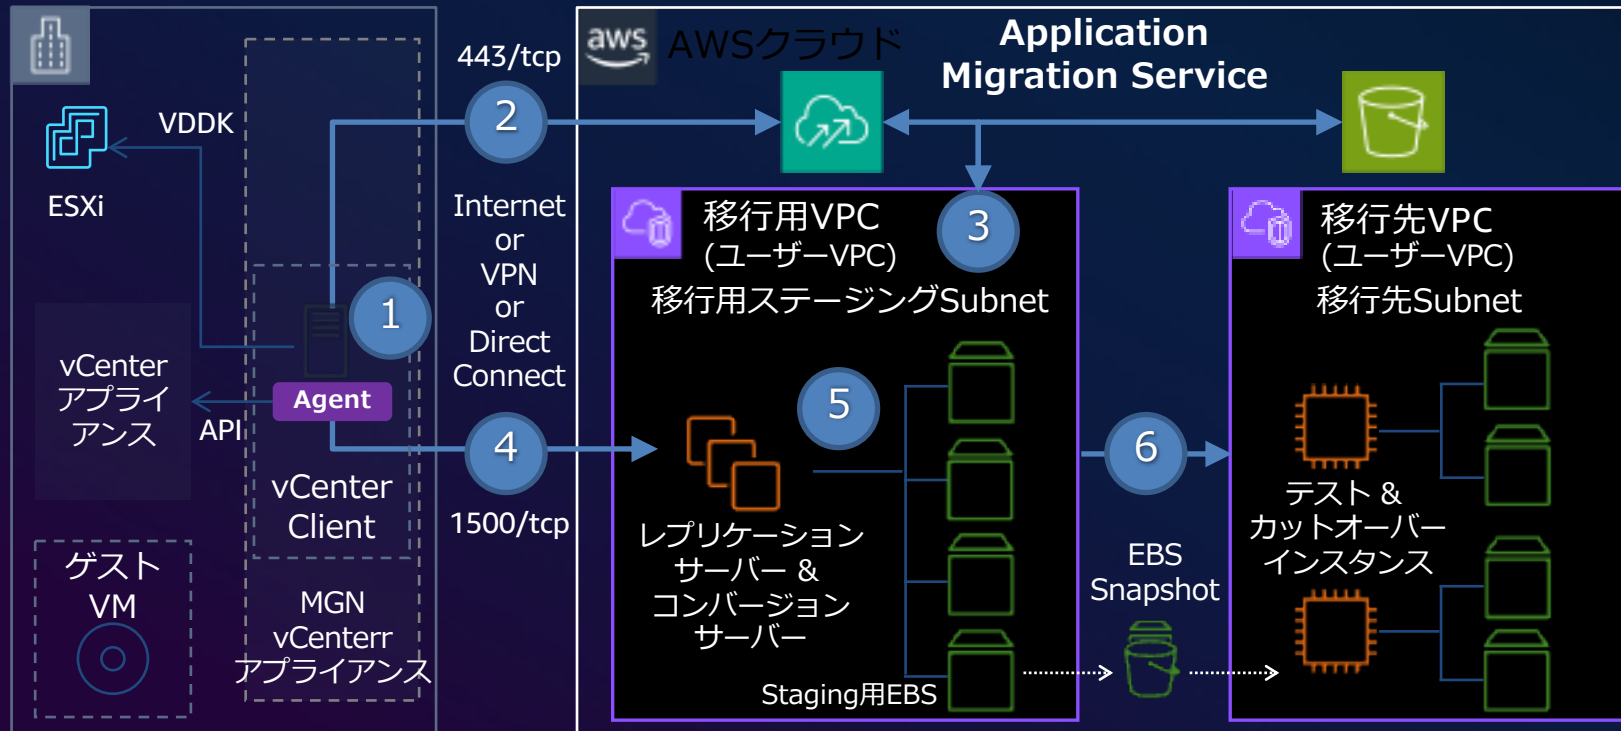 VDDK
ESXi
vCenter
アプライ
アンス
API
Agent
1
vCenter
Client
ゲスト
VM
MGN
vCenterr
アプライアンス
443/tcp
2
Internet
or
VPN
or
Direct
Connect
4
1500/tcp
aws
AWSクラウド
Application
Migration Service
移行用VPC
(ユーザーVPC)
3
移行用ステージングSubnet
5
レプリケーション
サーバー &
コンバージョン
サーバー
Staging用EBS
6
EBS
Snapshot
移行先VPC
(ユーザーVPC)
移行先Subnet
テスト &
カットオーバー
インスタンス